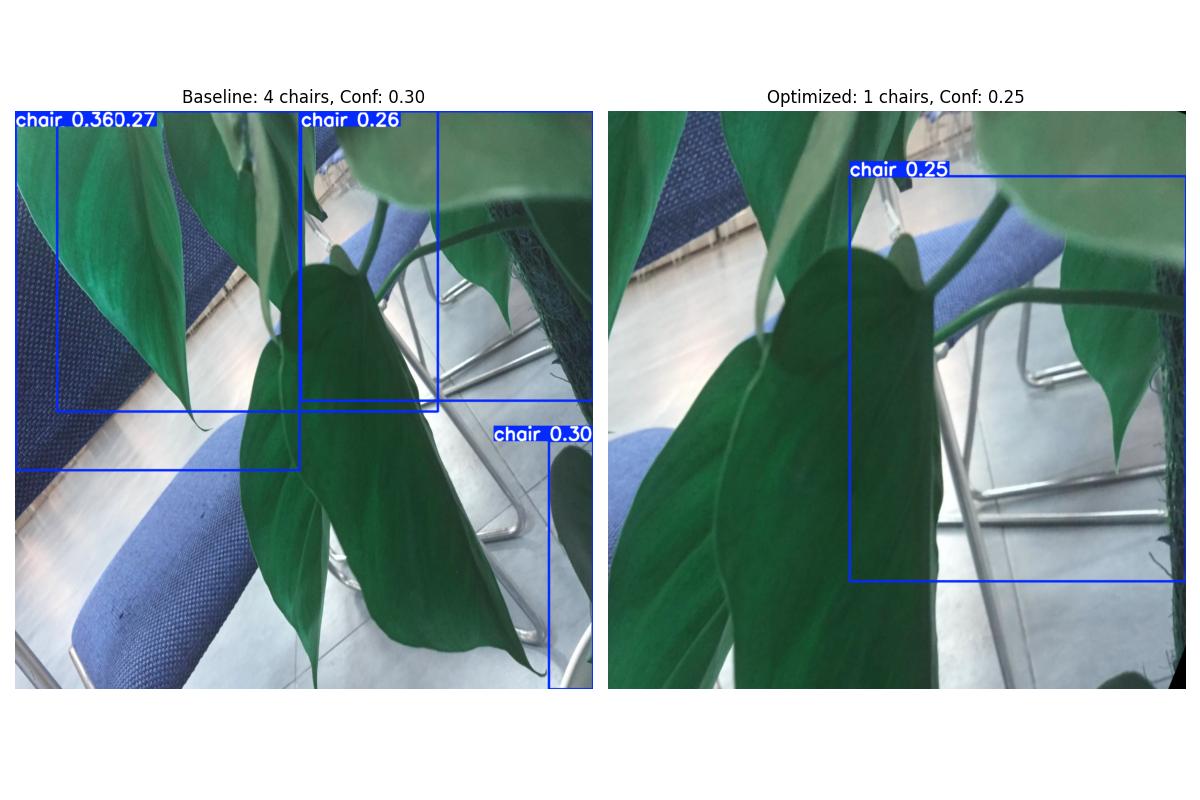 Baseline: 4 chairs, Conf: 0.30
Optimized: 1 chairs, Conf: 0.25
chair 0.360.27
chair 0.26
chair 0.30
chair 0.25